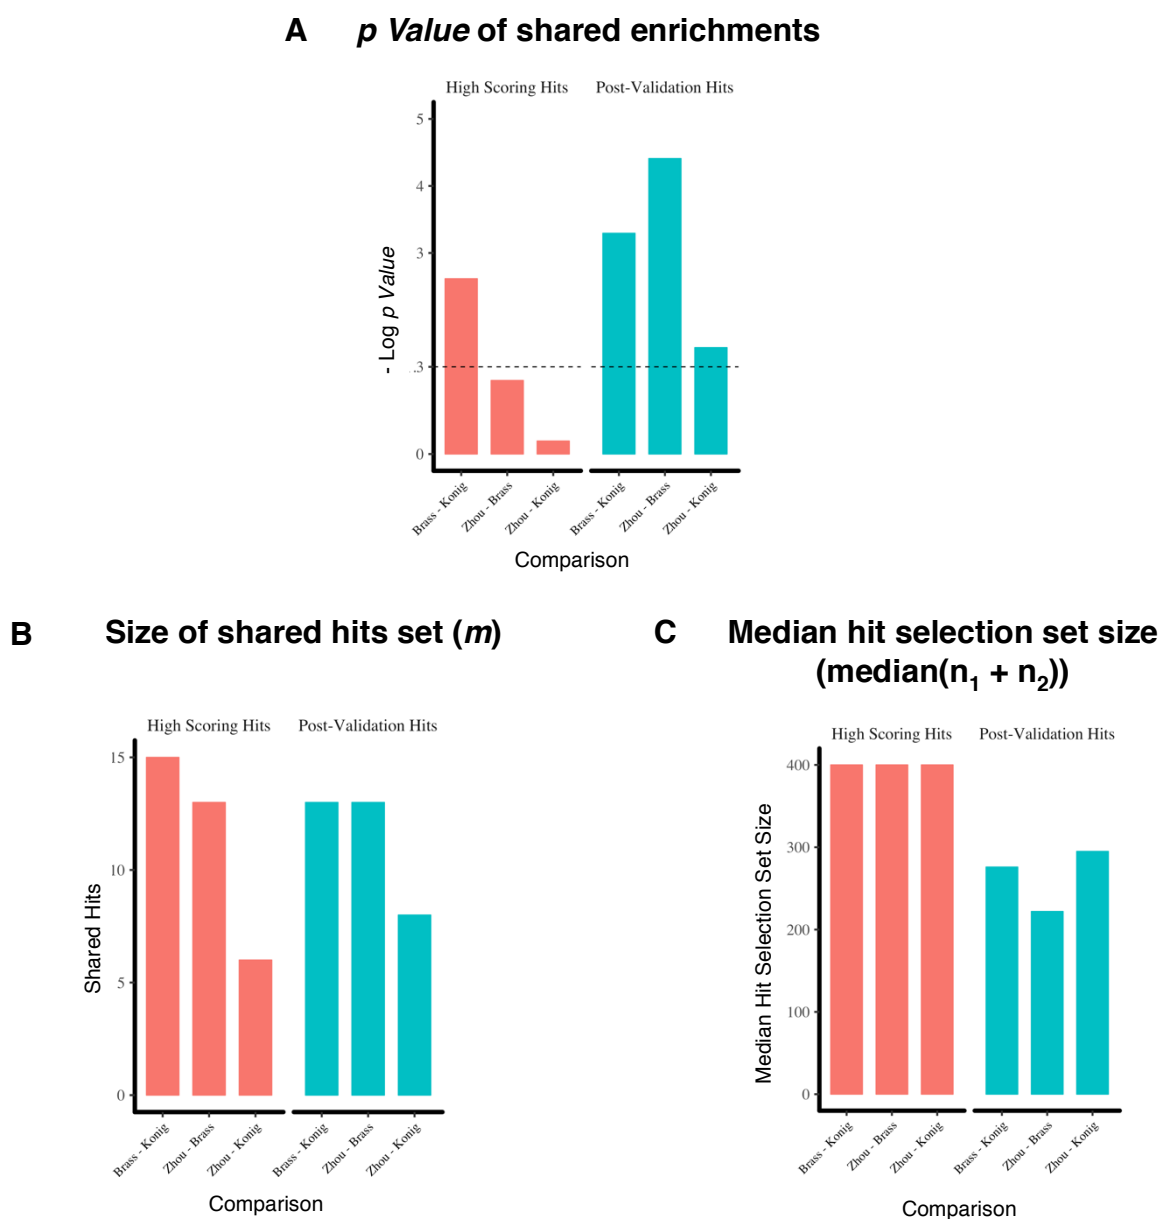 A p Value of shared enrichments
High Scoring Hits Post-Validation Hits
5
4
3
.3
0
- Log p Value
Brass - Konig Zhou - Brass Zhou - Konig Brass - Konig Zhou - Brass Zhou - Konig
Comparison
B Size of shared hits set (m)
High Scoring Hits Post-Validation Hits
15
10
5
0
Shared Hits
Brass - Konig Zhou - Brass Zhou - Konig Brass - Konig Zhou - Brass Zhou - Konig
Comparison
C Median hit selection set size
(median(n1 + n2))
High Scoring Hits Post-Validation Hits
400
300
200
100
0
Median Hit Selection Set Size
Brass - Konig Zhou - Brass Zhou - Konig Brass - Konig Zhou - Brass Zhou - Konig
Comparison